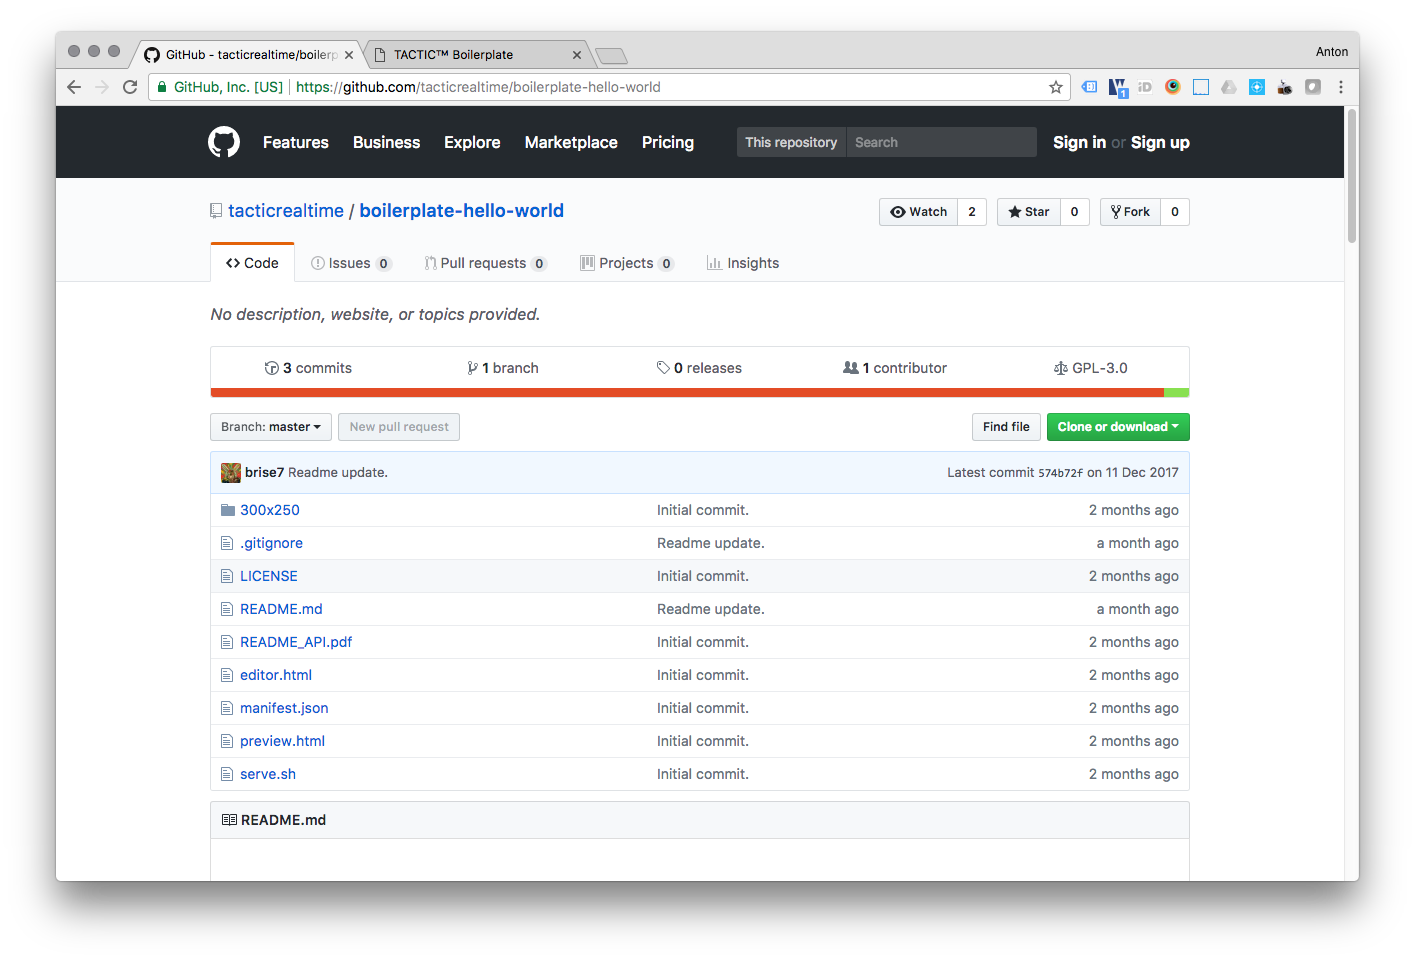 GitHub - tacticrealtime/boilerp
TACTIC™ Boilerplate
Anton
GitHub, Inc. [US] https://github.com/tacticrealtime/boilerplate-hello-world
1
iD
Features Business Explore Marketplace Pricing This repository Search Sign in or Sign up
tacticrealtime / boilerplate-hello-world
Watch 2 Star 0 Fork 0
Code Issues 0 Pull requests 0 Projects 0 Insights
No description, website, or topics provided.
3 commits 1 branch 0 releases 1 contributor GPL-3.0
Branch: master New pull request Find file Clone or download
brise7 Readme update. Latest commit 574b72f on 11 Dec 2017
300x250 Initial commit. 2 months ago
.gitignore Readme update. a month ago
LICENSE Initial commit. 2 months ago
README.md Readme update. a month ago
README_API.pdf Initial commit. 2 months ago
editor.html Initial commit. 2 months ago
manifest.json Initial commit. 2 months ago
preview.html Initial commit. 2 months ago
serve.sh Initial commit. 2 months ago
README.md